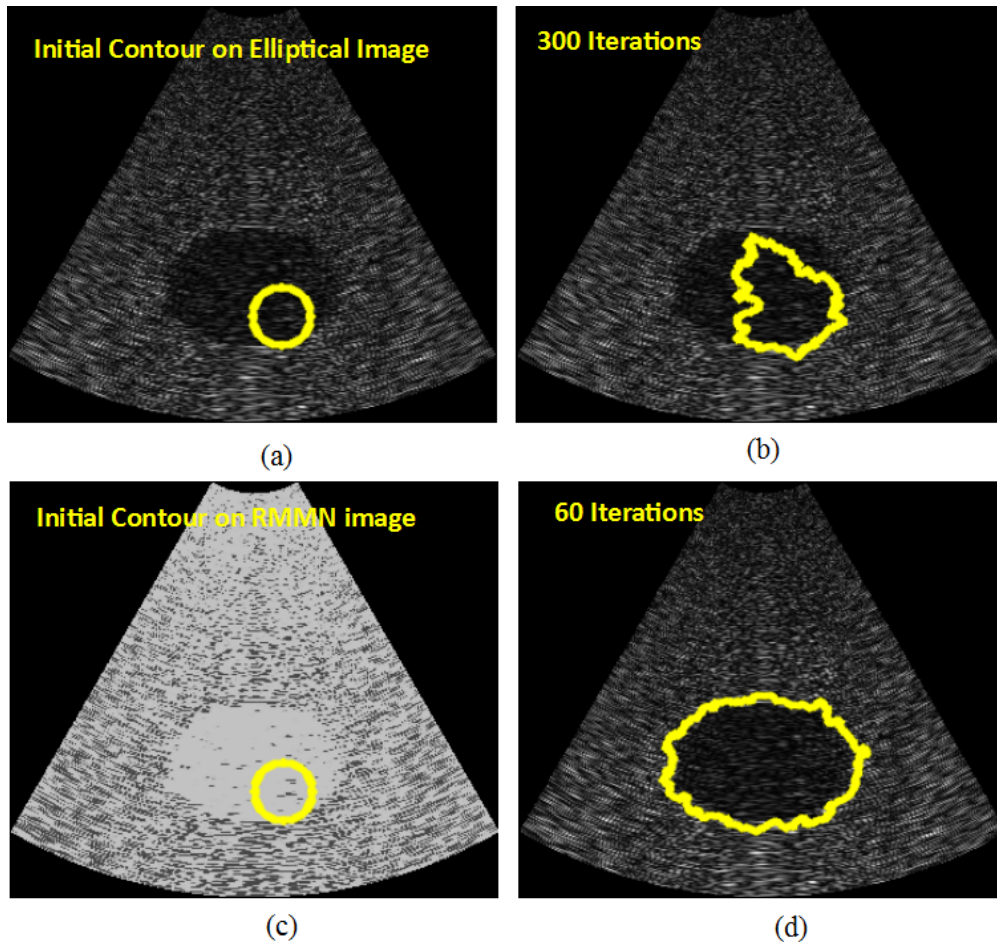 Initial Contour on Elliptical Image
300 Iterations
(a)
(b)
Initial Contour on RMMN image
60 Iterations
(c)
(d)